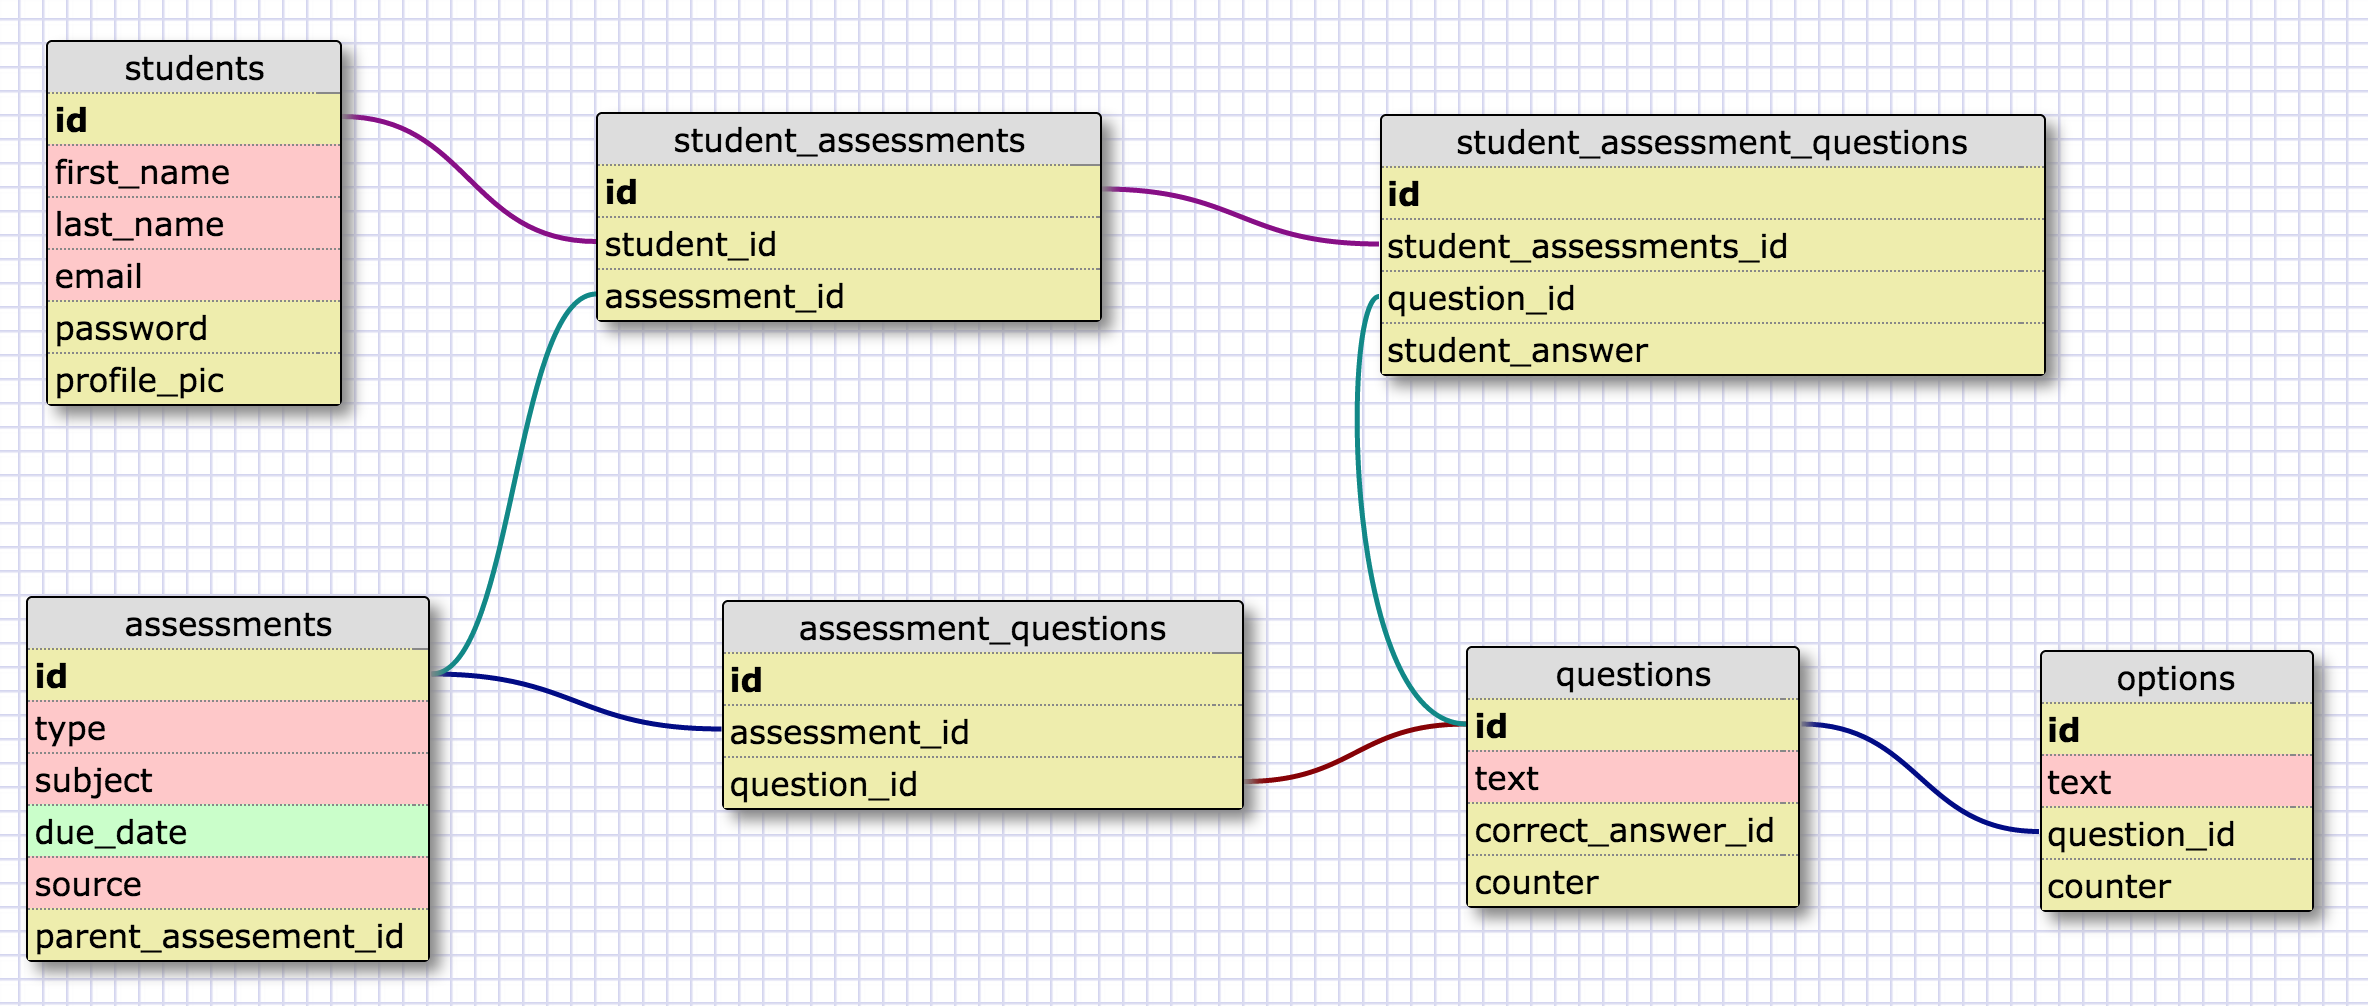 students
id
first_name
last_name
email
password
profile_pic
student_assessments
id
student_id
assessment_id
student_assessment_questions
id
student_assessments_id
question_id
student_answer
assessments
id
type
subject
due_date
source
parent_assesement_id
assessment_questions
id
assessment_id
question_id
questions
id
text
correct_answer_id
counter
options
id
text
question_id
counter